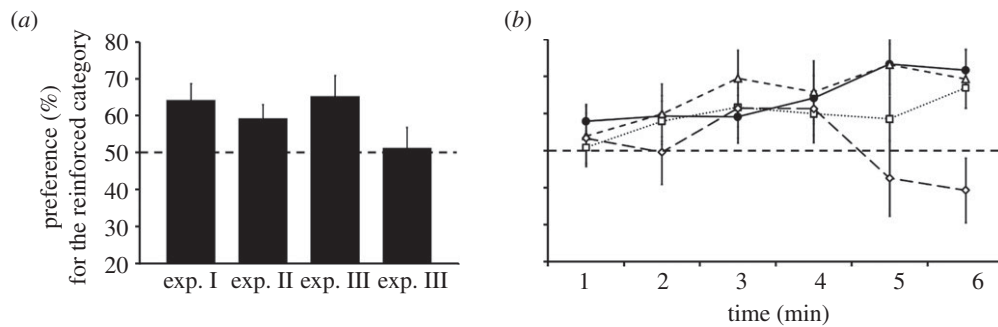 (a)
preference (%)
for the reinforced category
80
70
60
50
40
30
20
exp. I exp. II exp. III exp. III
(b)
1 2 3 4 5 6
time (min)